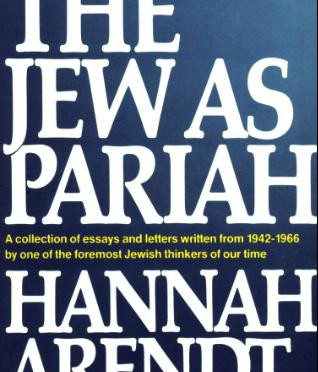 THE
JEW AS
PARIAH
A collection of essays and letters written from 1942-1966
by one of the foremost Jewish thinkers of our time
HANNAH
ARENDT